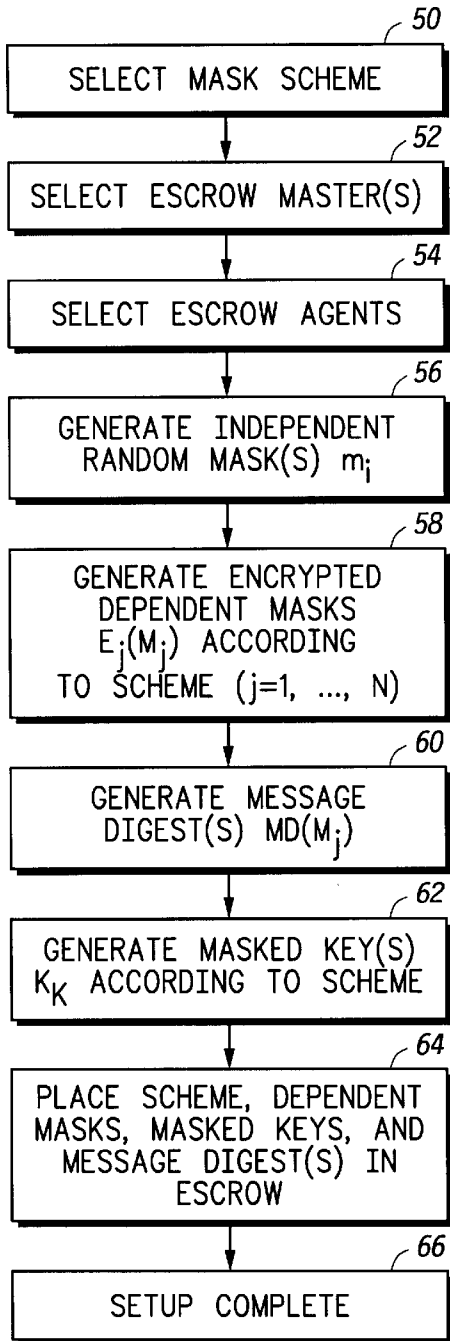 50
SELECT MASK SCHEME
52
SELECT ESCROW MASTER(S)
54
SELECT ESCROW AGENTS
56
GENERATE INDEPENDENT
RANDOM MASK(S) mi
58
GENERATE ENCRYPTED
DEPENDENT MASKS
Ej(Mj) ACCORDING
TO SCHEME (j=1, ..., N)
60
GENERATE MESSAGE
DIGEST(S) MD(Mj)
62
GENERATE MASKED KEY(S)
KK ACCORDING TO SCHEME
64
PLACE SCHEME, DEPENDENT
MASKS, MASKED KEYS, AND
MESSAGE DIGEST(S) IN
ESCROW
66
SETUP COMPLETE